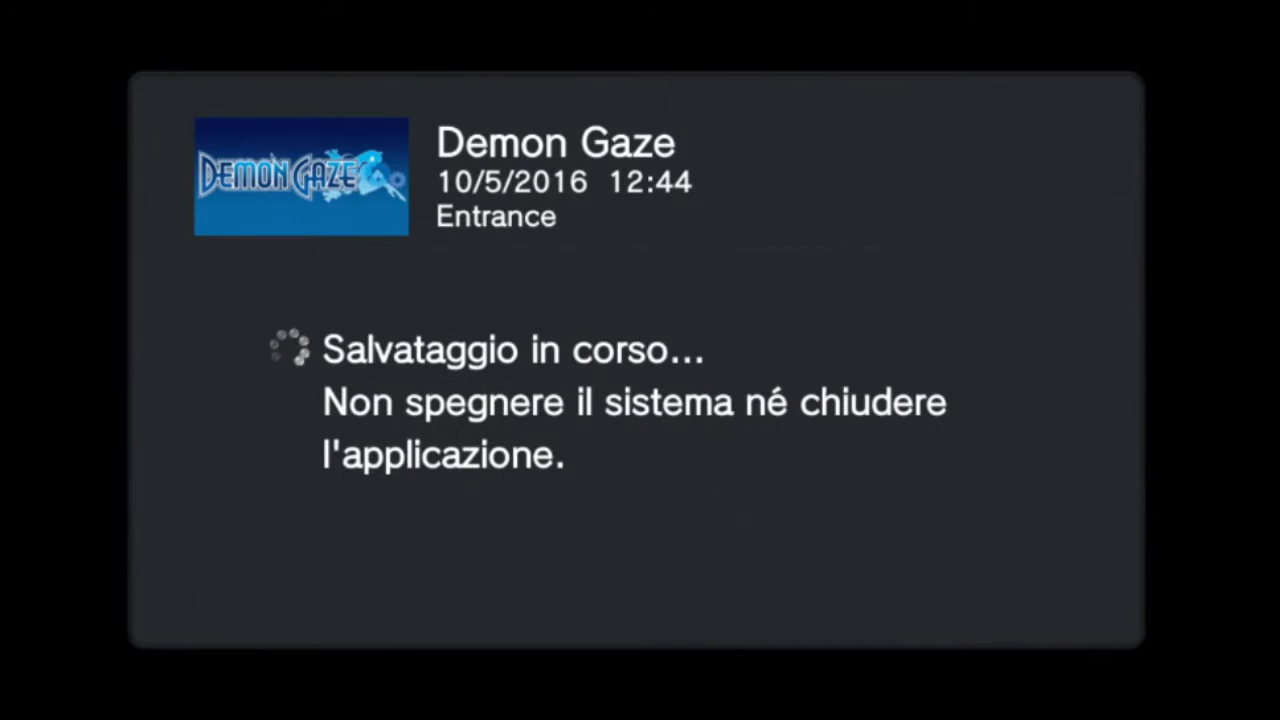 DEMON GAZE
Demon Gaze
10/5/2016 12:44
Entrance
Salvataggio in corso...
Non spegnere il sistema né chiudere
l'applicazione.